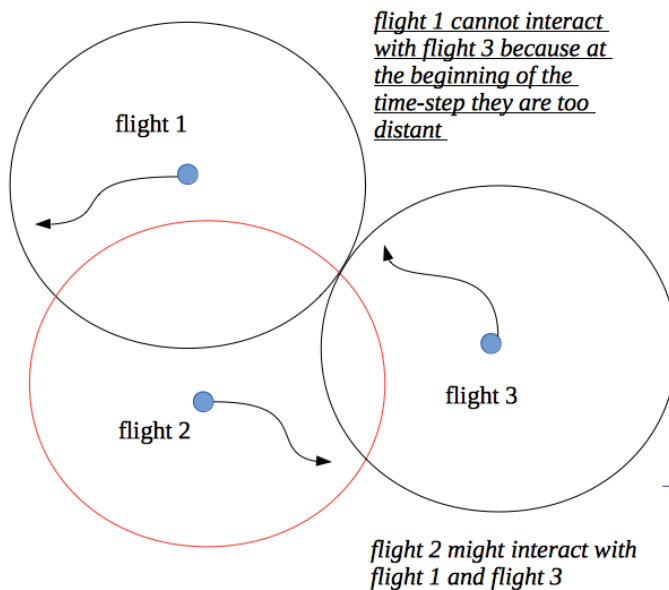 flight 1 cannot interact
with flight 3 because at
the beginning of the
time-step they are too
distant
flight 1
flight 3
flight 2
flight 2 might interact with
flight 1 and flight 3